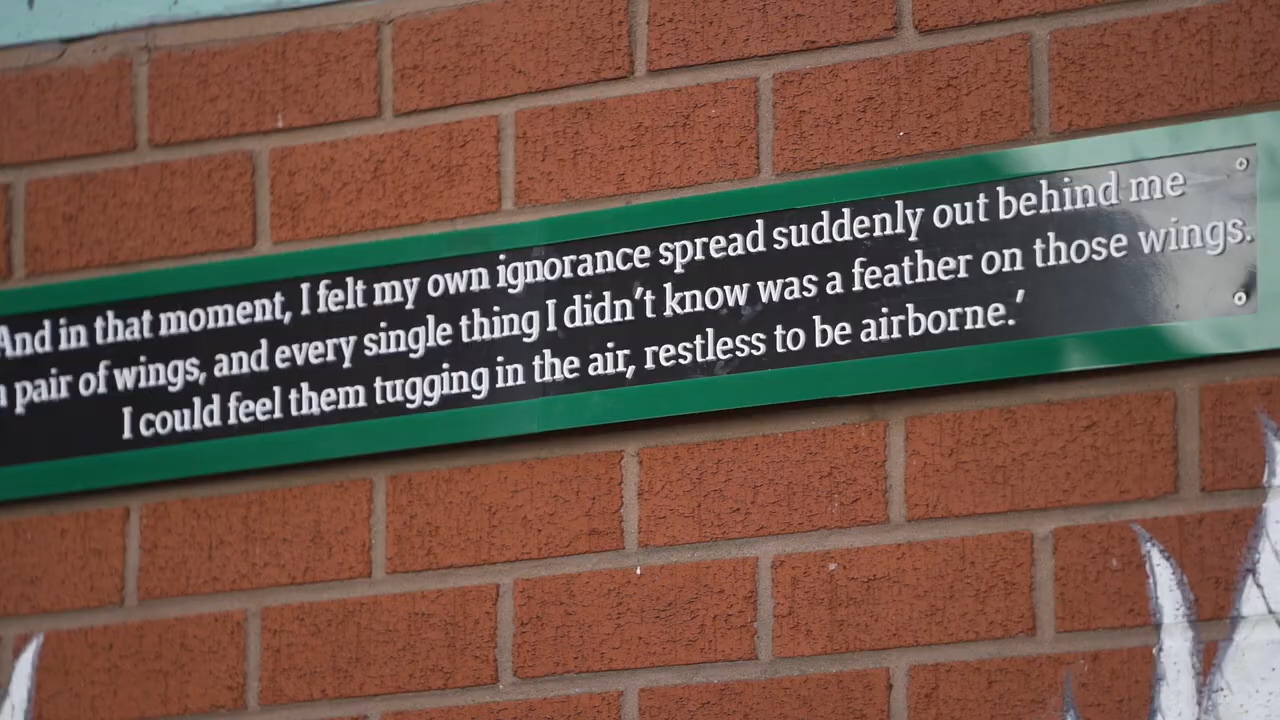 And in that moment, I felt my own ignorance spread suddenly out behind me
a pair of wings, and every single thing I didn't know was a feather on those wings.
I could feel them tugging in the air, restless to be airborne.’